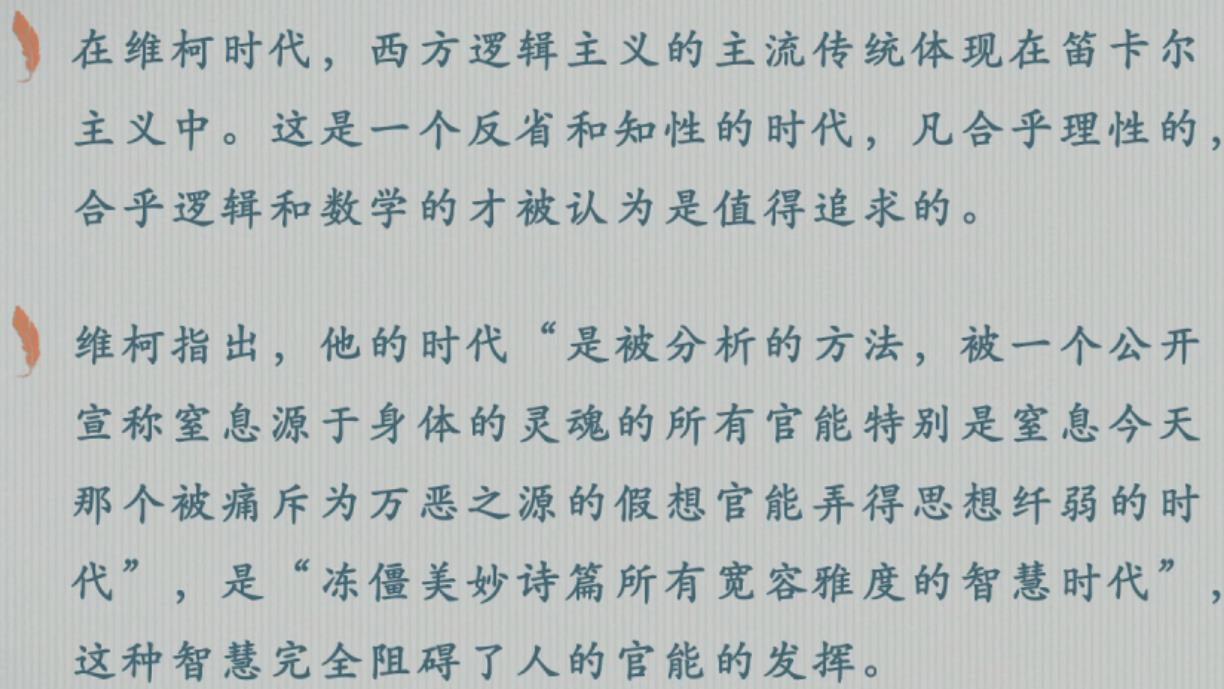 在维柯时代，西方逻辑主义的主流传统体现在笛卡尔
主义中。这是一个反省和知性的时代，凡合乎理性的，
合乎逻辑和数学的才被认为是值得追求的。
维柯指出，他的时代“是被分析的方法，被一个公开
宣称窒息源于身体的灵魂的所有官能特别是窒息今天
那个被痛斥为万恶之源的假想官能弄得思想纤弱的时
代”，是“冻僵美妙诗篇所有宽容雅度的智慧时代”，
这种智慧完全阻碍了人的官能的发挥。